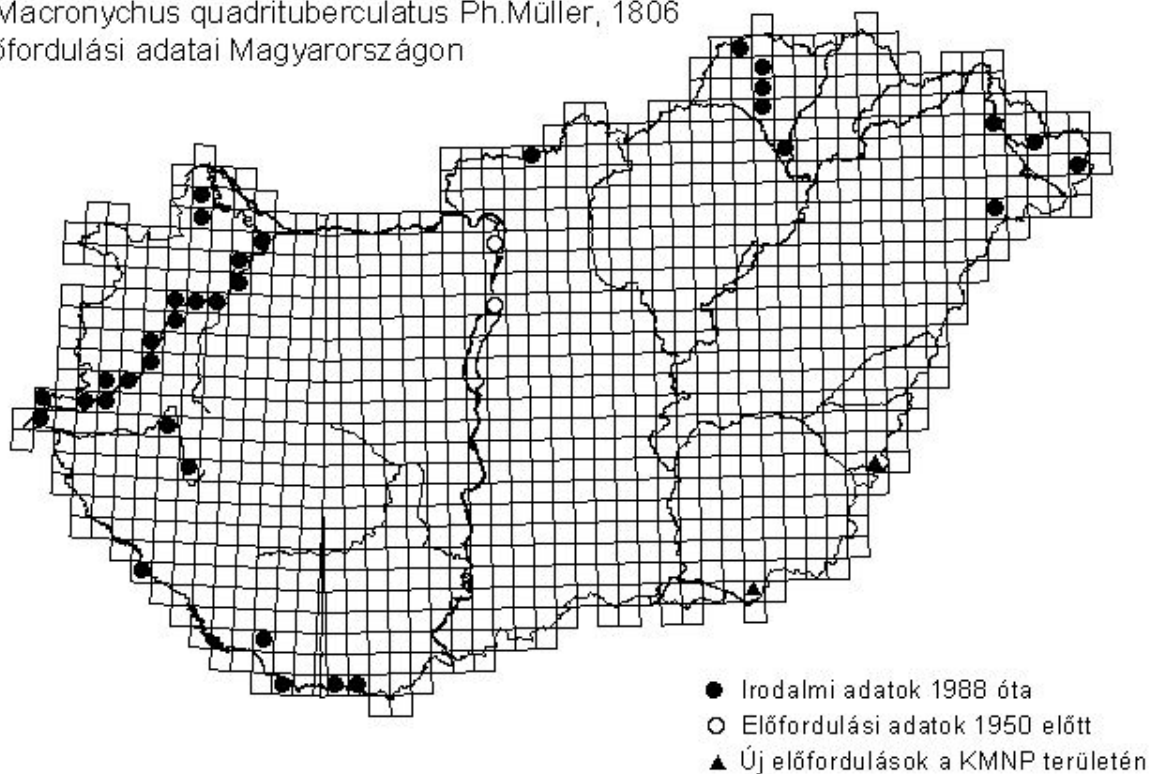 Macronychus quadrituberculatus Ph.Müller, 1806
őfordulási adatai Magyarországon
Irodalmi adatok 1988 óta
Előfordulási adatok 1950 előtt
Új előfordulások a KMNP területén